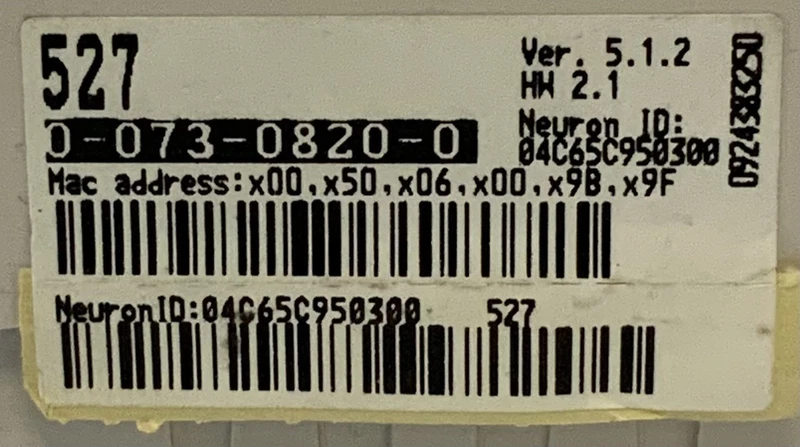 527
Ver. 5.1.2
HW 2.1
0-073-0820-0
Neuron ID:
04C65C950300
0924383250
Mac address:x00,x50,x06,x00,x9B,x9F
NeuronID:04C65C950300 527